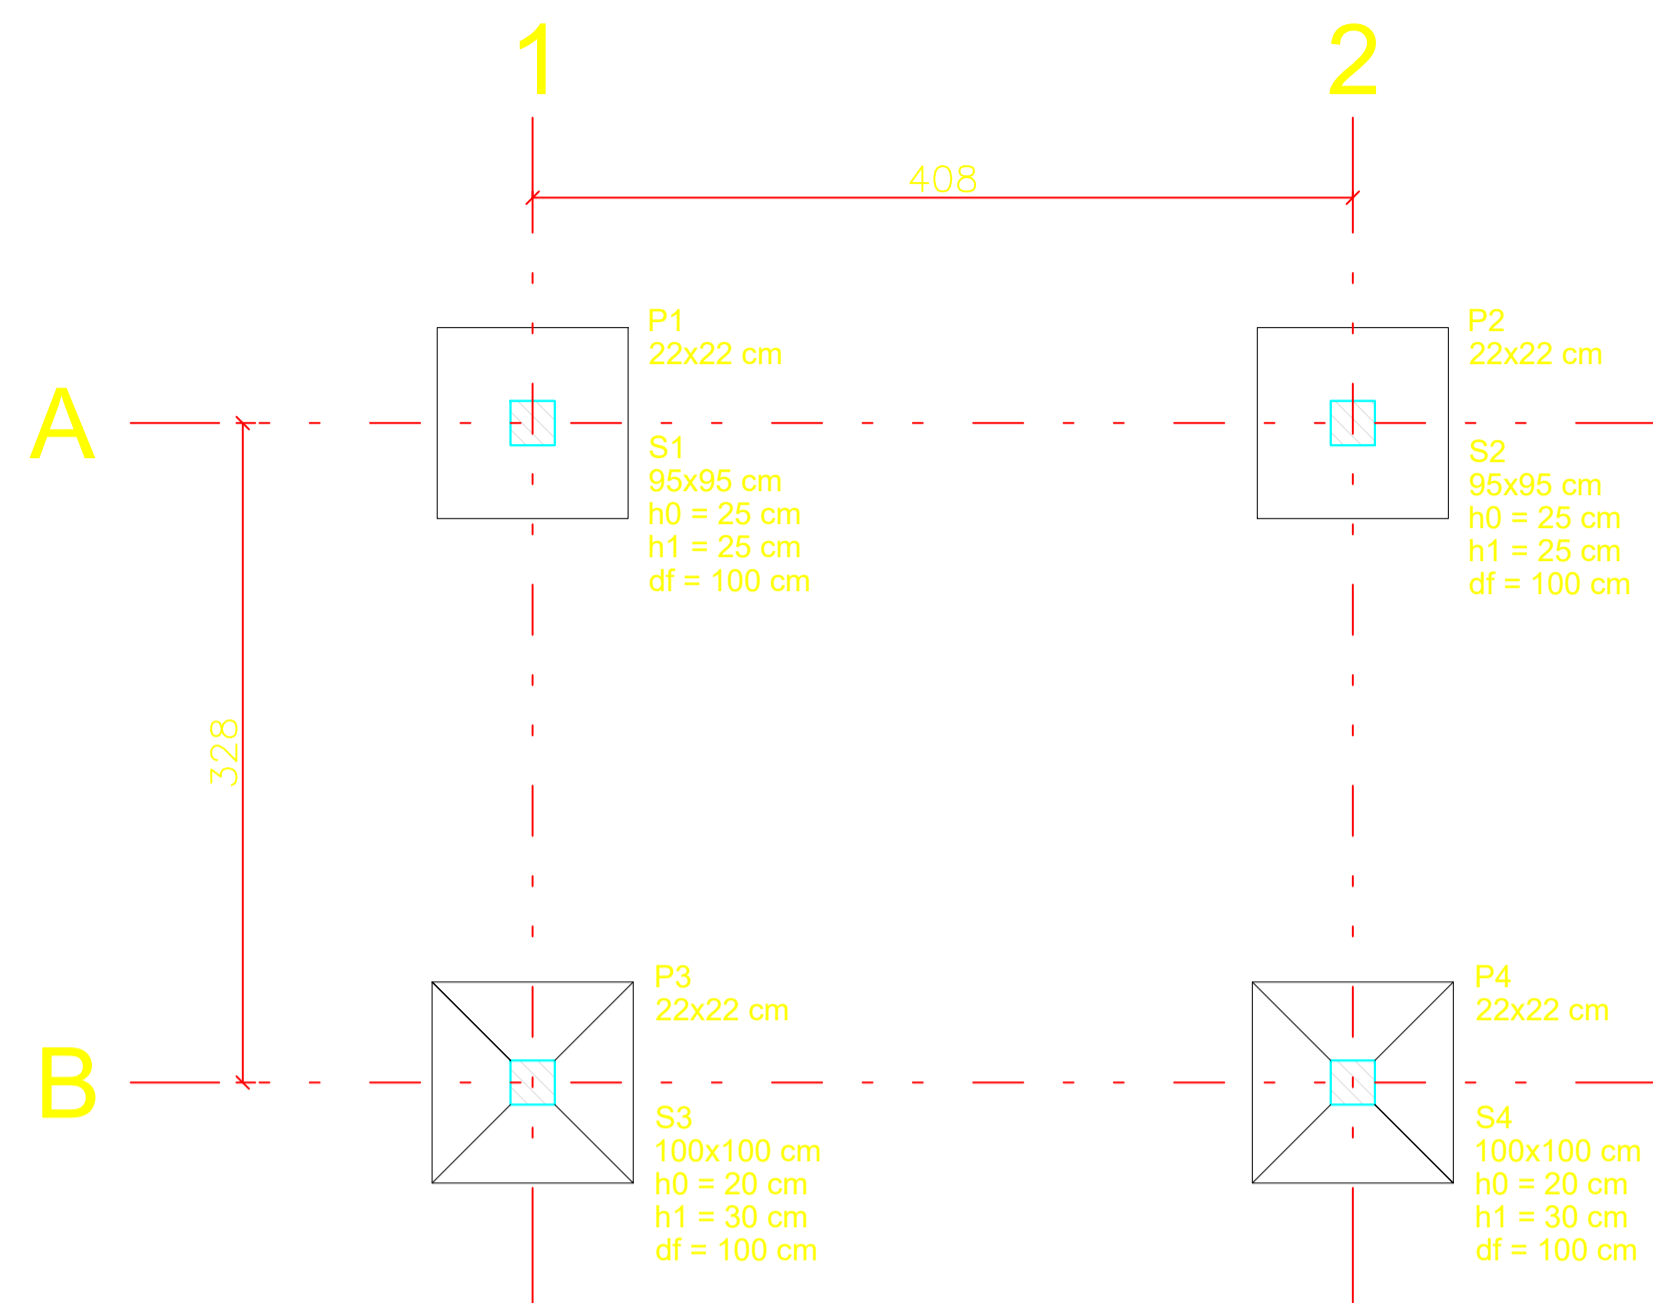 1
2
408
P1
22x22 cm
P2
22x22 cm
A
S1
95x95 cm
h0 = 25 cm
h1 = 25 cm
df = 100 cm
S2
95x95 cm
h0 = 25 cm
h1 = 25 cm
df = 100 cm
328
P3
22x22 cm
P4
22x22 cm
B
S3
100x100 cm
h0 = 20 cm
h1 = 30 cm
df = 100 cm
S4
100x100 cm
h0 = 20 cm
h1 = 30 cm
df = 100 cm